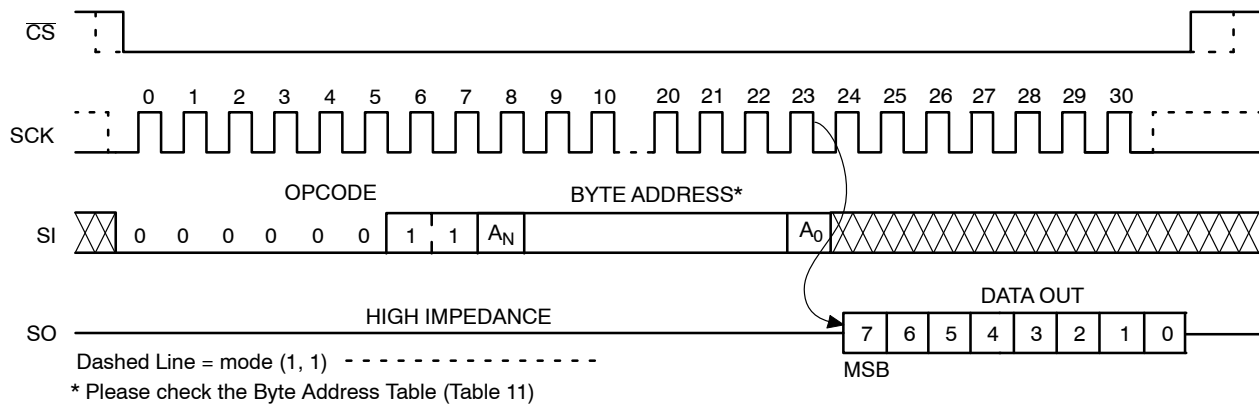 CS
0 1 2 3 4 5 6 7 8 9 10 20 21 22 23 24 25 26 27 28 29 30
SCK
OPCODE BYTE ADDRESS*
SI 0 0 0 0 0 0 1 1 AN A0
DATA OUT
HIGH IMPEDANCE
SO 7 6 5 4 3 2 1 0
Dashed Line = mode (1, 1)
MSB
* Please check the Byte Address Table (Table 11)